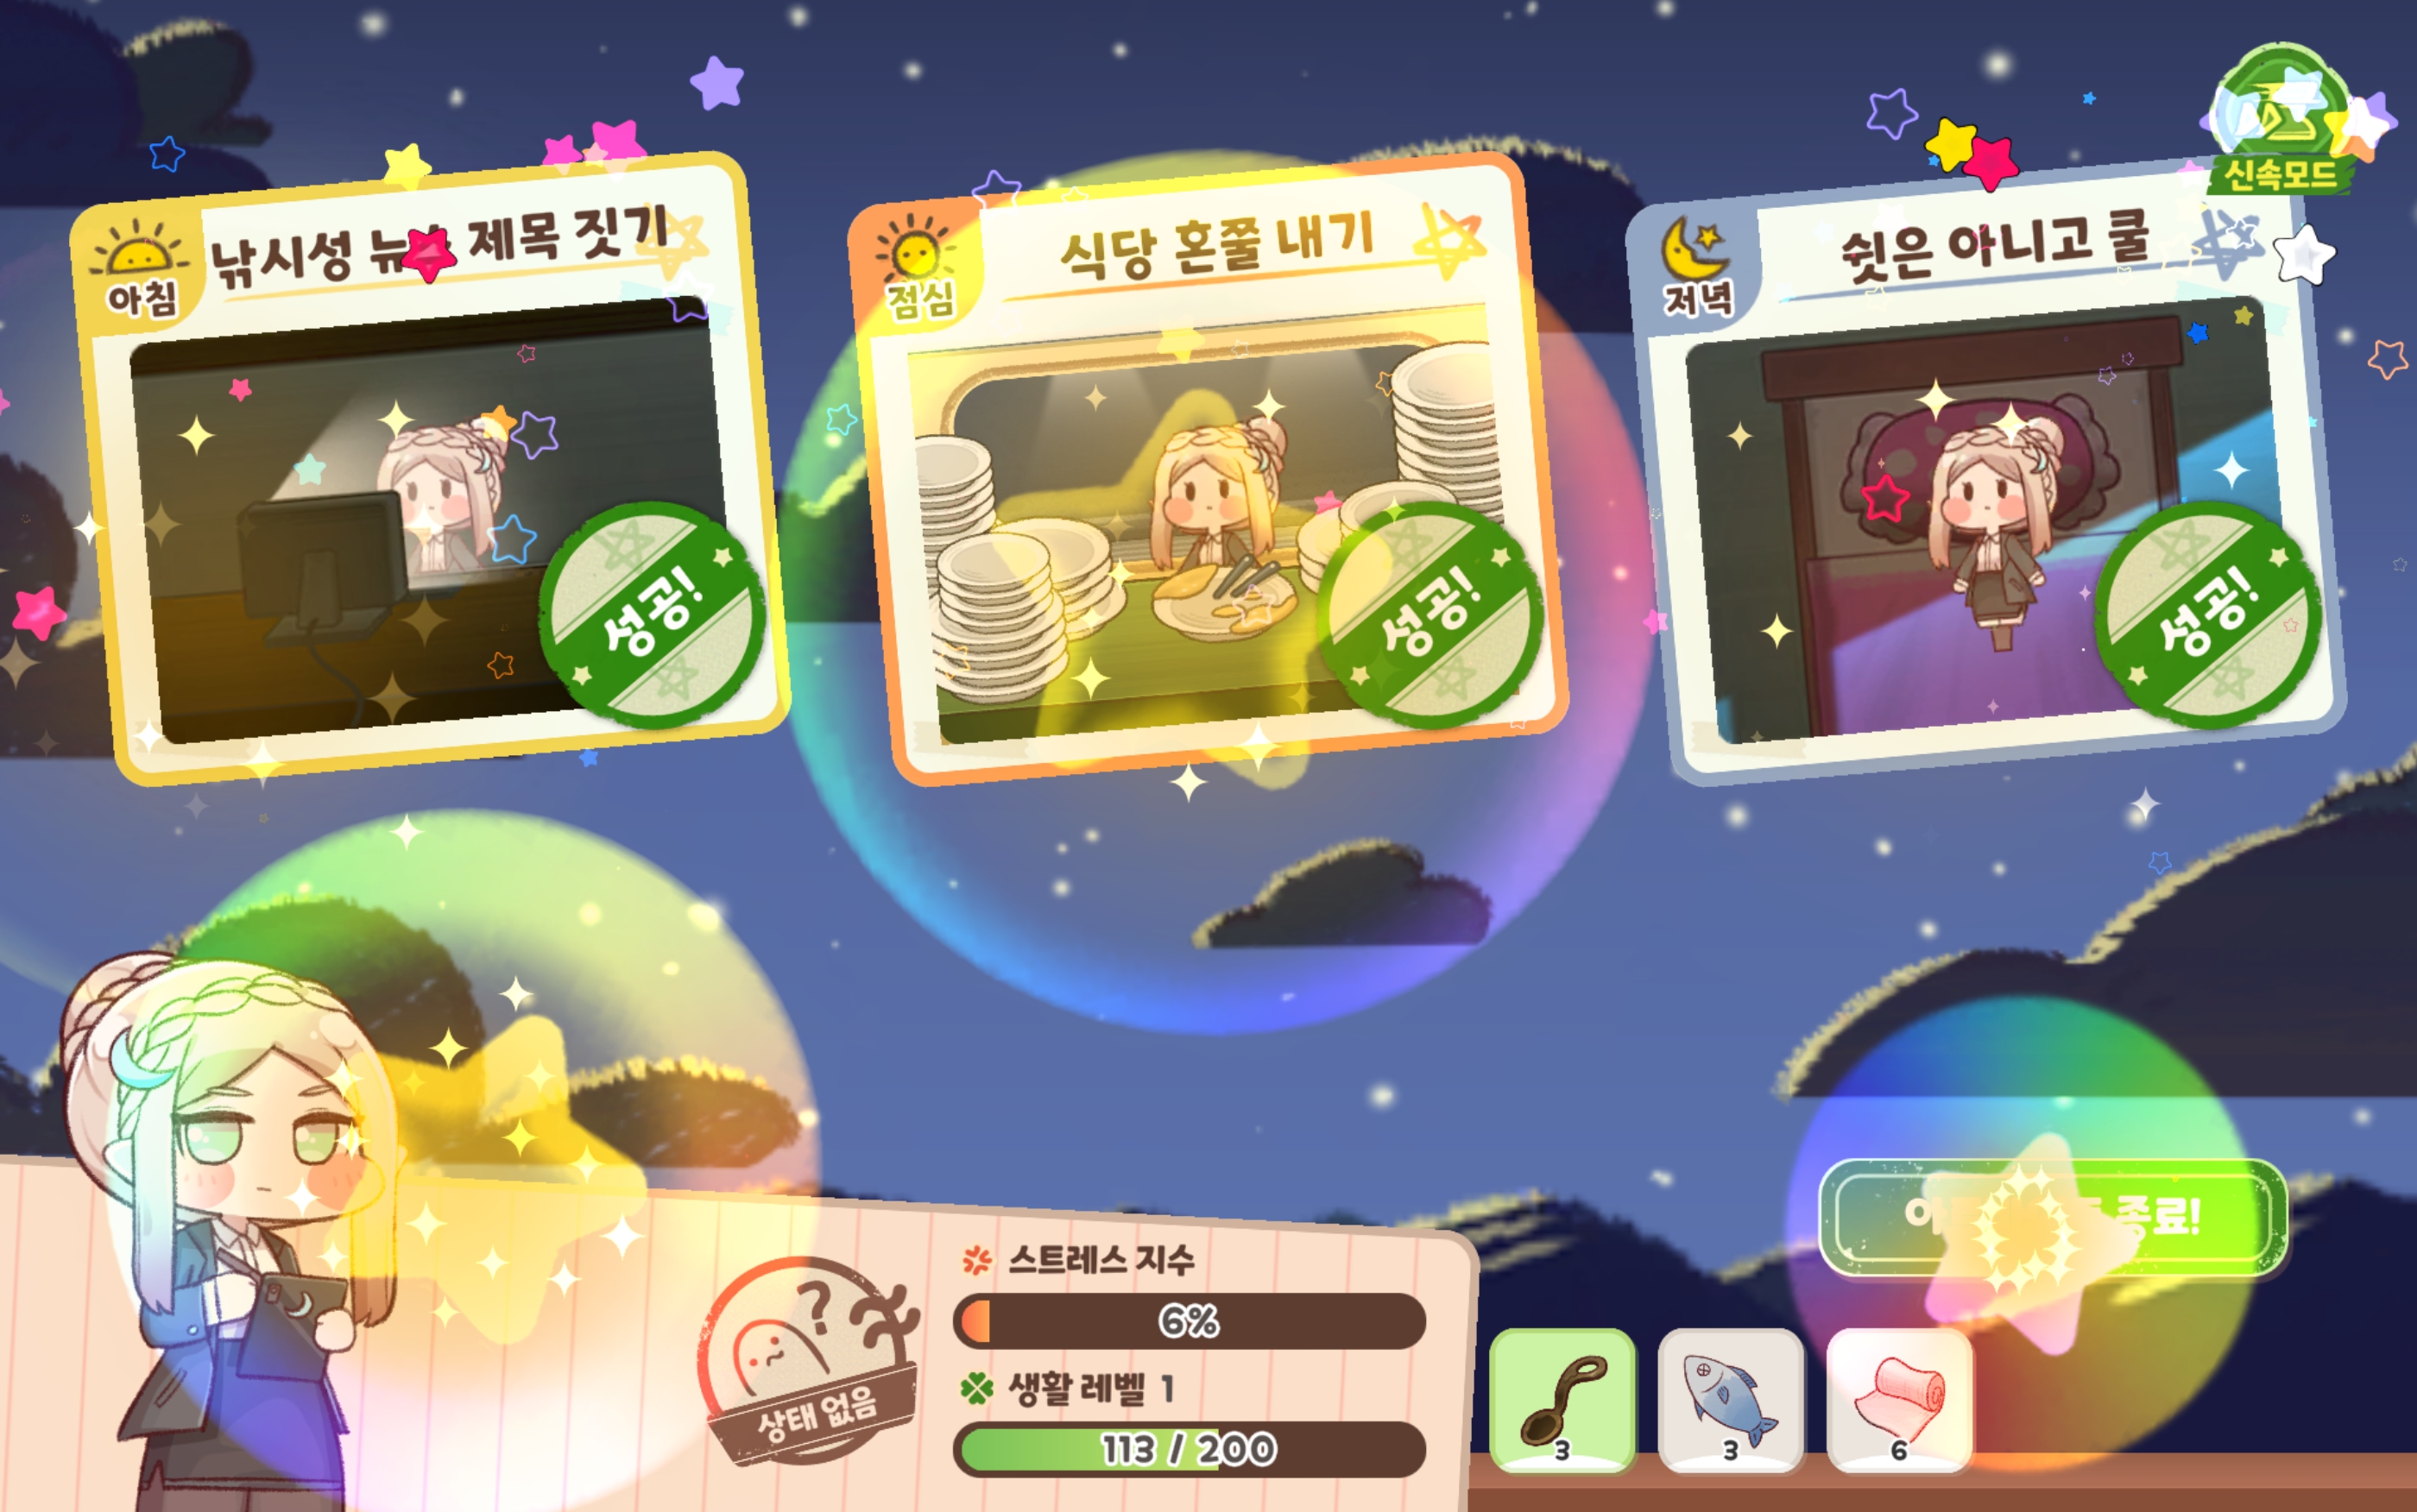 신속모드
아침
낚시성 제목 짓기
성공!
점심
식당 혼쭐 내기
성공!
저녁
쉿은 아니고 쿨
성공!
종료!
스트레스 지수
6%
생활 레벨 1
113 / 200
상태 없음
3
3
6